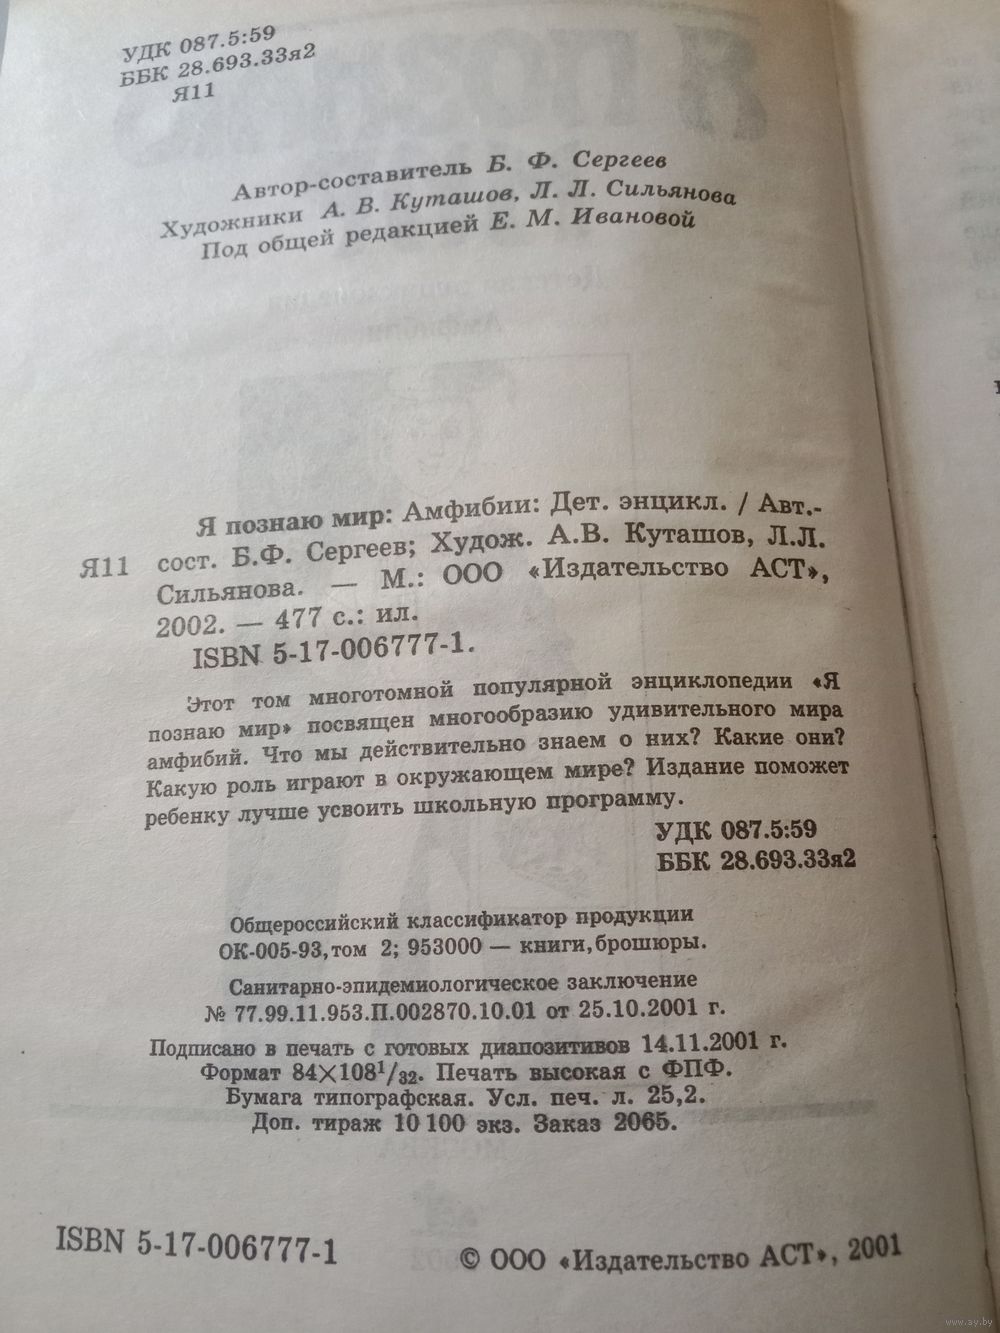 УДК 087.5:59
ББК 28.693.33я2
Я11
Автор-составитель Б. Ф. Сергеев
Художники А. В. Куташов, Л. Л. Сильянова
Под общей редакцией Е. М. Ивановой
Я познаю мир: Амфибии: Дет. энцикл. / Авт.-
Я11 сост. Б.Ф. Сергеев; Худож. А.В. Куташов, Л.Л.
Сильянова. — М.: ООО «Издательство АСТ»,
2002. — 477 с.: ил.
ISBN 5-17-006777-1.
Этот том многотомной популярной энциклопедии «Я
познаю мир» посвящен многообразию удивительного мира
амфибий. Что мы действительно знаем о них? Какие они?
Какую роль играют в окружающем мире? Издание поможет
ребенку лучше усвоить школьную программу.
УДК 087.5:59
ББК 28.693.33я2
Общероссийский классификатор продукции
ОК-005-93, том 2; 953000 — книги, брошюры.
Санитарно-эпидемиологическое заключение
№ 77.99.11.953.П.002870.10.01 от 25.10.2001 г.
Подписано в печать с готовых диапозитивов 14.11.2001 г.
Формат 84×108¹/₃₂. Печать высокая с ФПФ.
Бумага типографская. Усл. печ. л. 25,2.
Доп. тираж 10 100 экз. Заказ 2065.
ISBN 5-17-006777-1
© ООО «Издательство АСТ», 2001
www.ay.by